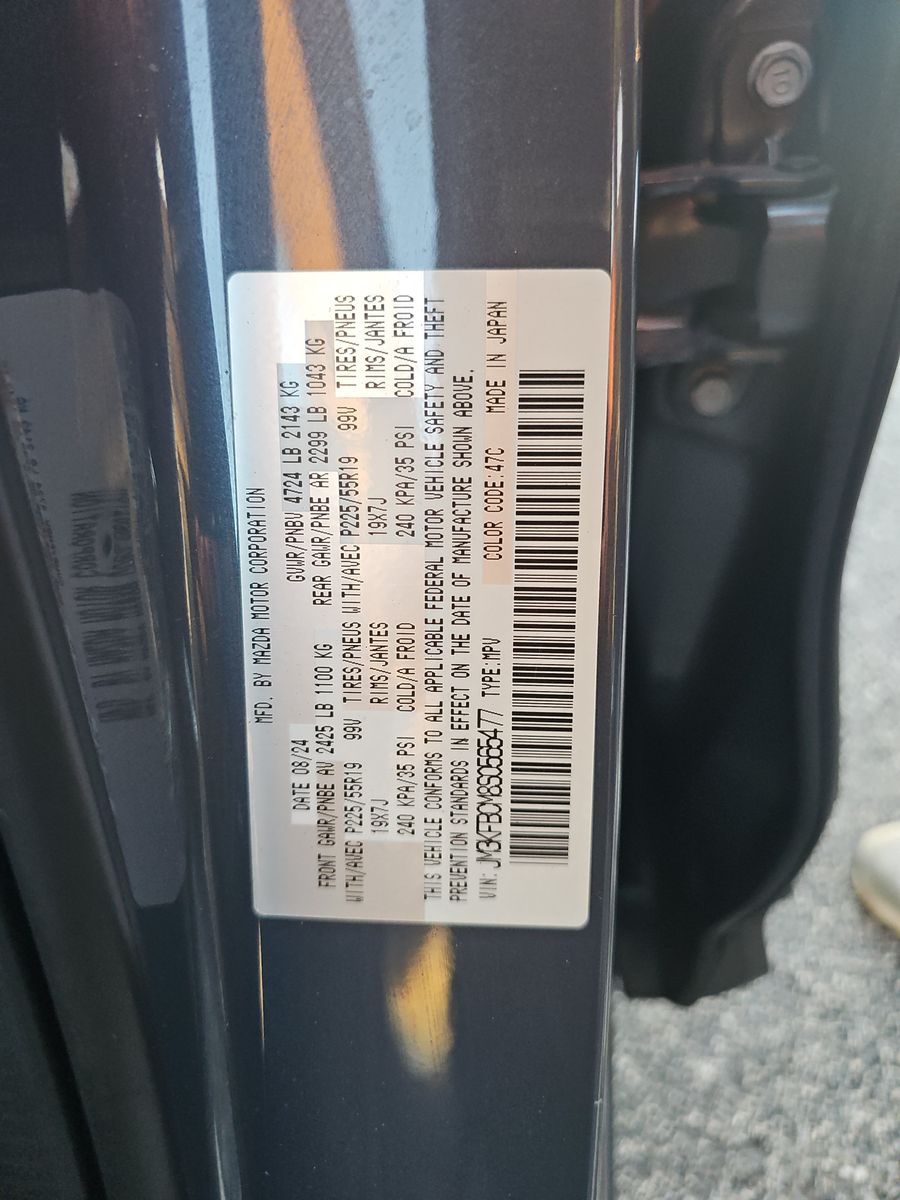 MFD. BY MAZDA MOTOR CORPORATION
DATE 08/24 GVWR/PNBV 4724 LB 2143 KG
FRONT GAWR/PNBE AV 2425 LB 1100 KG REAR GAWR/PNBE AR 2299 LB 1043 KG
WITH/AVEC P225/55R19 99V TIRES/PNEUS WITH/AVEC P225/55R19 99V TIRES/PNEUS
19X7J RIMS/JANTES 19X7J RIMS/JANTES
240 KPA/35 PSI COLD/A FROID 240 KPA/35 PSI COLD/A FROID
THIS VEHICLE CONFORMS TO ALL APPLICABLE FEDERAL MOTOR VEHICLE SAFETY AND THEFT
PREVENTION STANDARDS IN EFFECT ON THE DATE OF MANUFACTURE SHOWN ABOVE.
VIN: JM3KFBCM8S0565477 TYPE:MPV COLOR CODE:47C MADE IN JAPAN